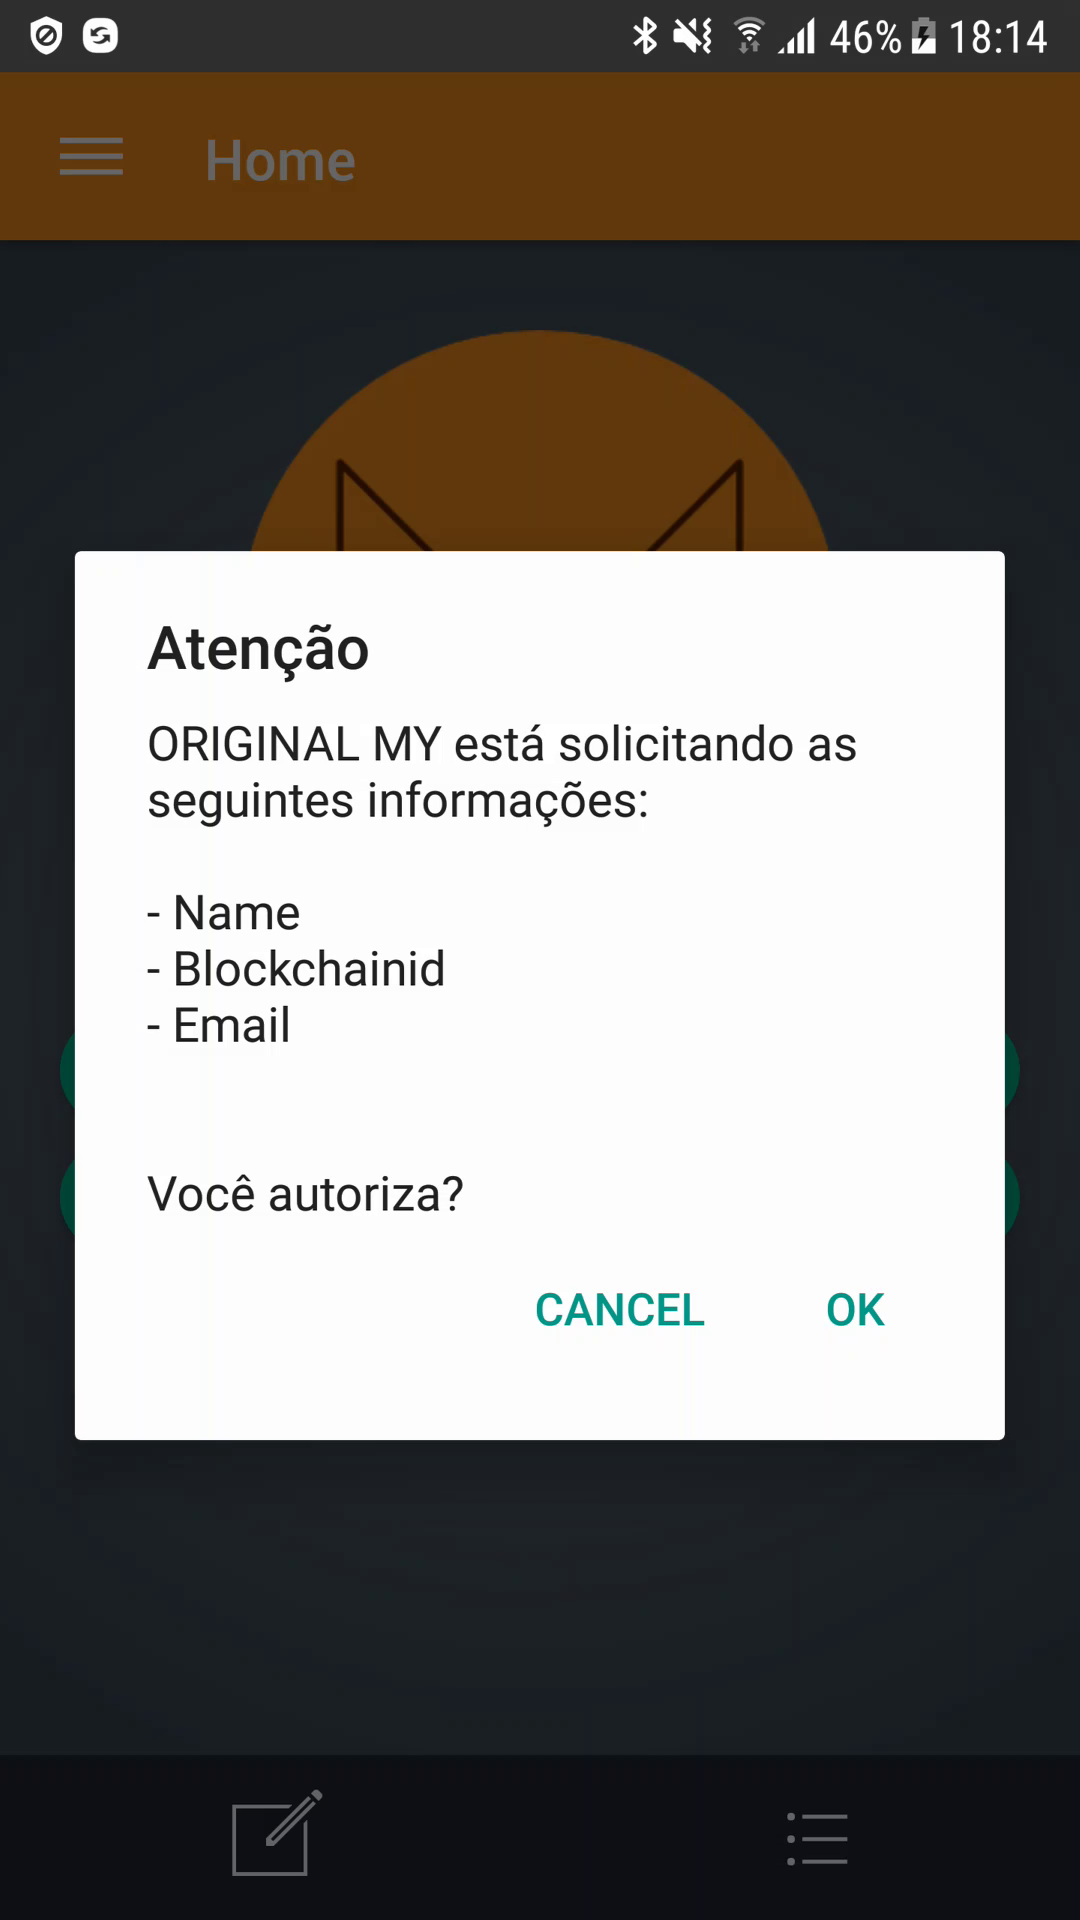 46% 18:14
Home
Atenção
ORIGINAL MY está solicitando as
seguintes informações:
- Name
- Blockchainid
- Email
Você autoriza?
CANCEL OK